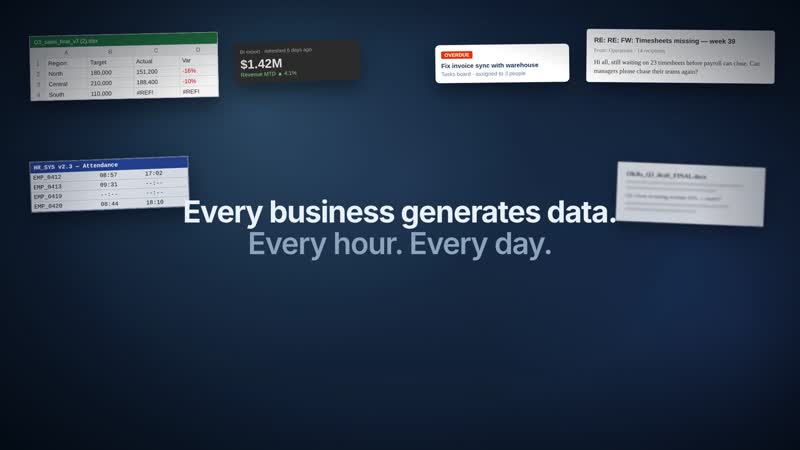 Q3_sales_final_v7 (2).xlsx
A B C D
1 Region Target Actual Var
2 North 180,000 151,200 -16%
3 Central 210,000 188,400 -10%
4 South 110,000 #REF! #REF!
BI export · refreshed 6 days ago
$1.42M
Revenue MTD ▲ 4.1%
OVERDUE
Fix invoice sync with warehouse
Tasks board · assigned to 3 people
RE: RE: FW: Timesheets missing — week 39
From: Operations · 14 recipients
Hi all, still waiting on 23 timesheets before payroll can close. Can
managers please chase their teams again?
HR_SYS v2.3 — Attendance
EMP_0412 08:57 17:02
EMP_0413 09:31 --:--
EMP_0419 --:-- --:--
EMP_0420 08:44 18:10
Every business generates data.
Every hour. Every day.